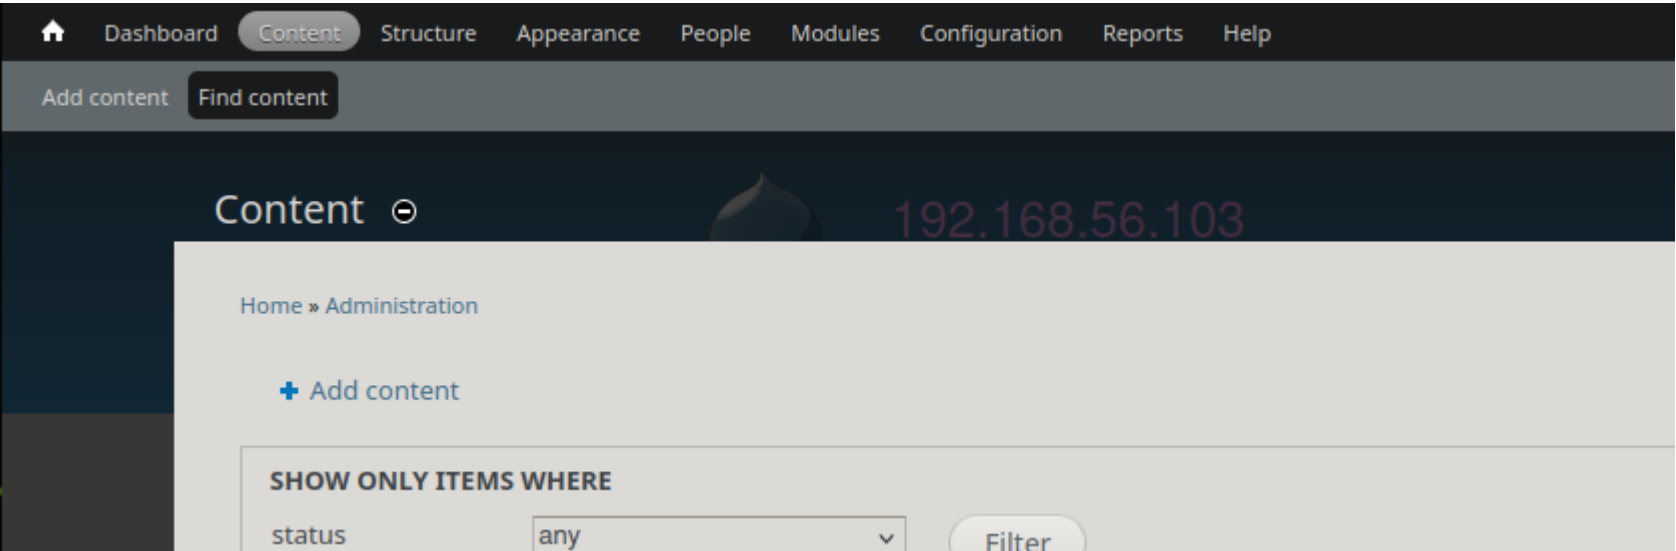 Dashboard Content Structure Appearance People Modules Configuration Reports Help
Add content Find content
Content
192.168.56.103
Home » Administration
Add content
SHOW ONLY ITEMS WHERE
status any Filter